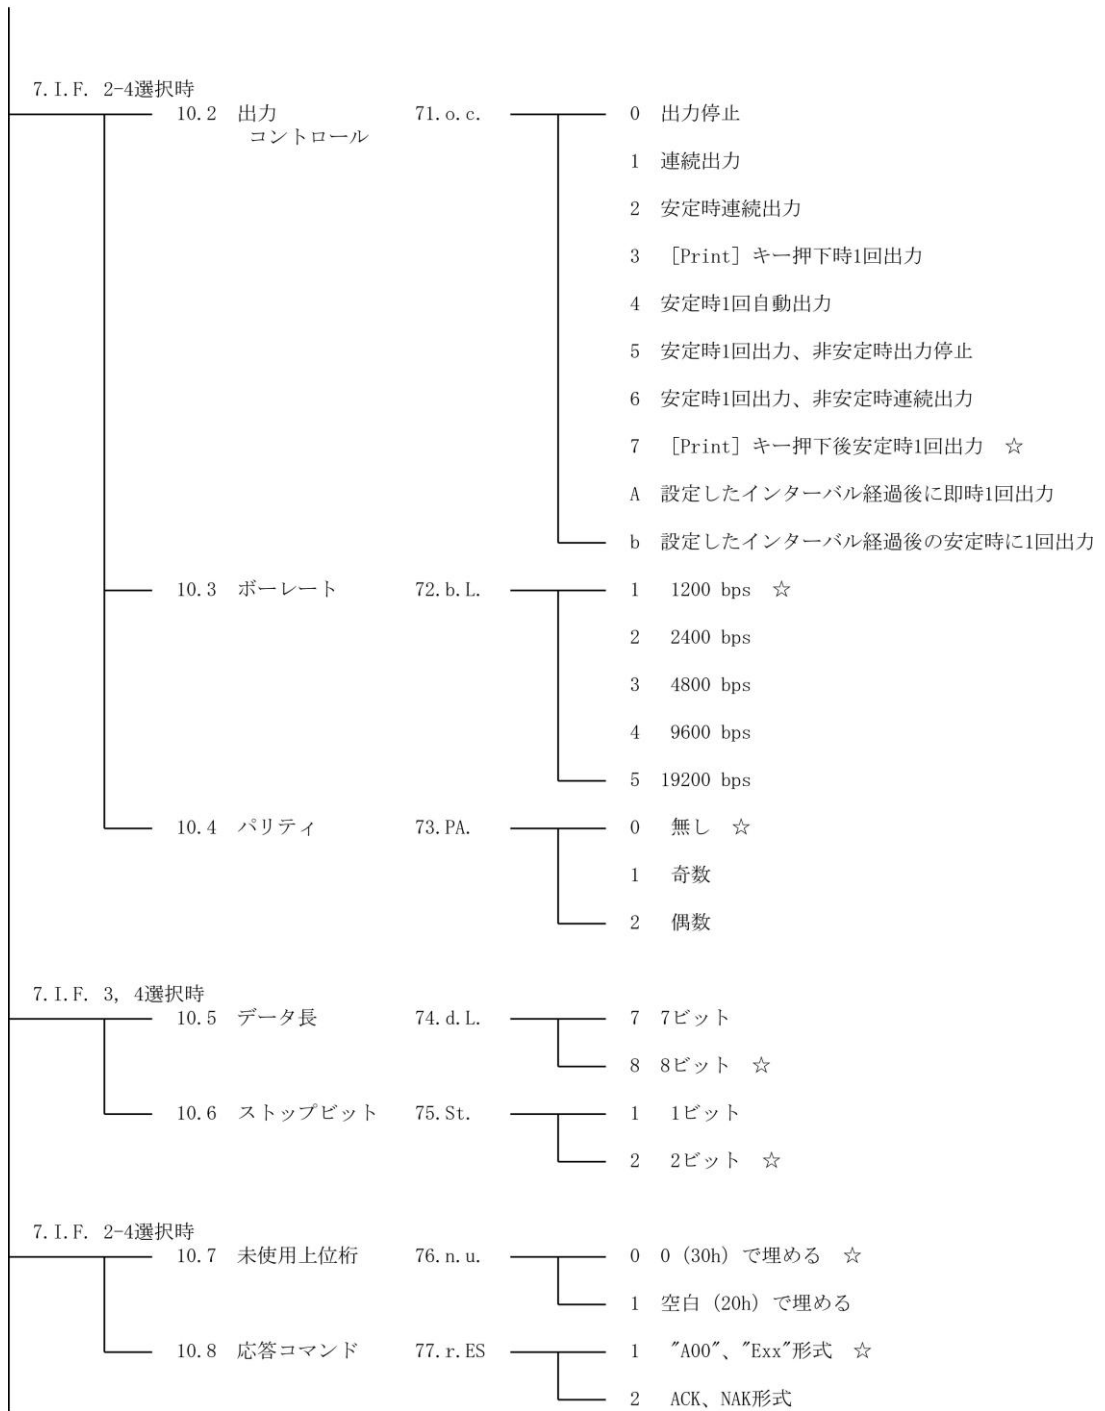 7.I.F. 2-4選択時
10.2 出力 71.o.c. 0 出力停止
コントロール
1 連続出力
2 安定時連続出力
3 [Print] キー押下時1回出力
4 安定時1回自動出力
5 安定時1回出力、非安定時出力停止
6 安定時1回出力、非安定時連続出力
7 [Print] キー押下後安定時1回出力 ☆
A 設定したインターバル経過後に即時1回出力
b 設定したインターバル経過後の安定時に1回出力
10.3 ボーレート 72.b.L. 1 1200 bps ☆
2 2400 bps
3 4800 bps
4 9600 bps
5 19200 bps
10.4 パリティ 73.PA. 0 無し ☆
1 奇数
2 偶数
7.I.F. 3, 4選択時
10.5 データ長 74.d.L. 7 7ビット
8 8ビット ☆
10.6 ストップビット 75.St. 1 1ビット
2 2ビット ☆
7.I.F. 2-4選択時
10.7 未使用上位桁 76.n.u. 0 0 (30h) で埋める ☆
1 空白 (20h) で埋める
10.8 応答コマンド 77.r.ES 1 "A00"、"Exx"形式 ☆
2 ACK、NAK形式